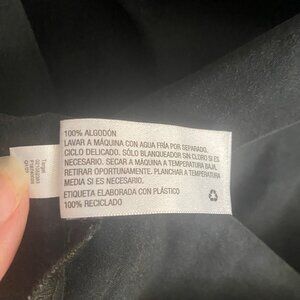 100% ALGODÓN
LAVAR A MÁQUINA CON AGUA FRÍA POR SEPARADO,
CICLO DELICADO. SÓLO BLANQUEADOR SIN CLORO SI ES
NECESARIO. SECAR A MÁQUINA A TEMPERATURA BAJA,
RETIRAR OPORTUNAMENTE. PLANCHAR A TEMPERATURA
MEDIA SI ES NECESARIO.
ETIQUETA ELABORADA CON PLÁSTICO
100% RECICLADO